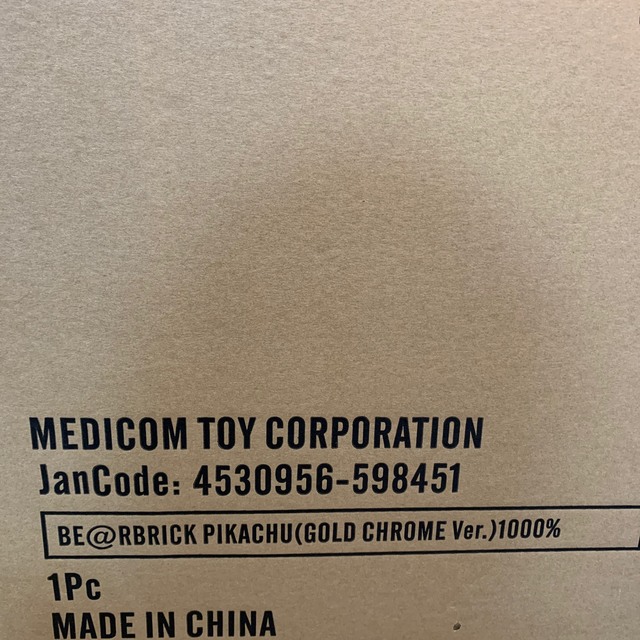 MEDICOM TOY CORPORATION
JanCode: 4530956-598451
BE@RBRICK PIKACHU(GOLD CHROME Ver.)1000%
1Pc
MADE IN CHINA